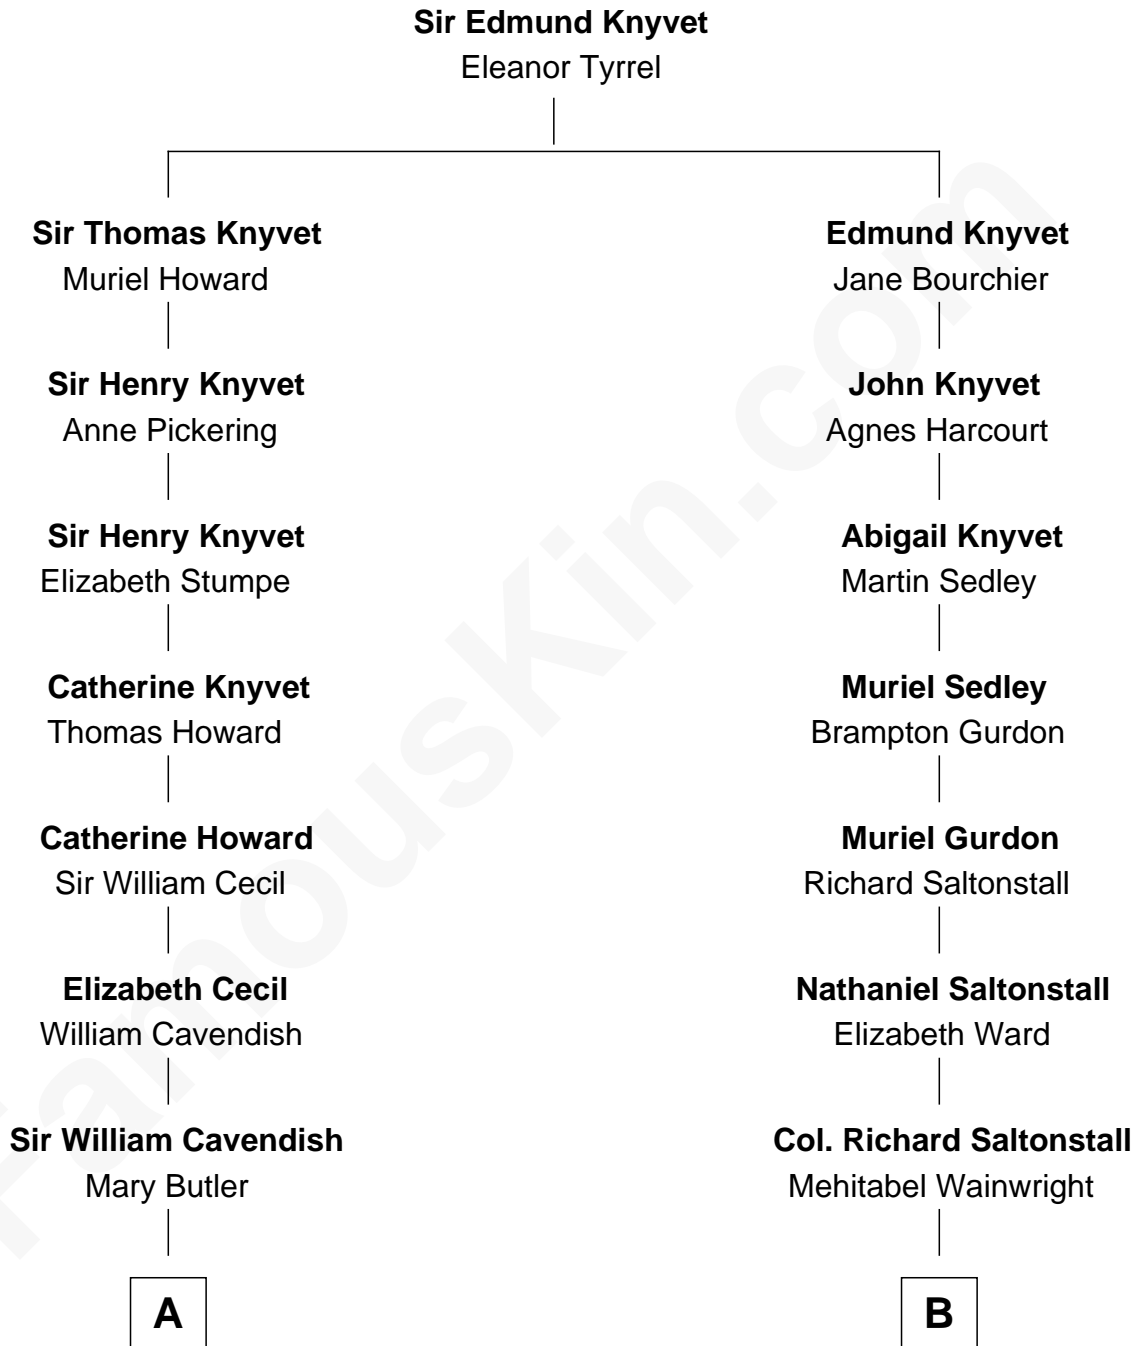 Sir Edmund Knyvet
Eleanor Tyrrel
Sir Thomas Knyvet
Muriel Howard
Edmund Knyvet
Jane Bourchier
Sir Henry Knyvet
Anne Pickering
John Knyvet
Agnes Harcourt
Sir Henry Knyvet
Elizabeth Stumpe
Abigail Knyvet
Martin Sedley
Catherine Knyvet
Thomas Howard
Muriel Sedley
Brampton Gurdon
Catherine Howard
Sir William Cecil
Muriel Gurdon
Richard Saltonstall
Elizabeth Cecil
William Cavendish
Nathaniel Saltonstall
Elizabeth Ward
Sir William Cavendish
Mary Butler
Col. Richard Saltonstall
Mehitabel Wainwright
A
B
FamousKin.com